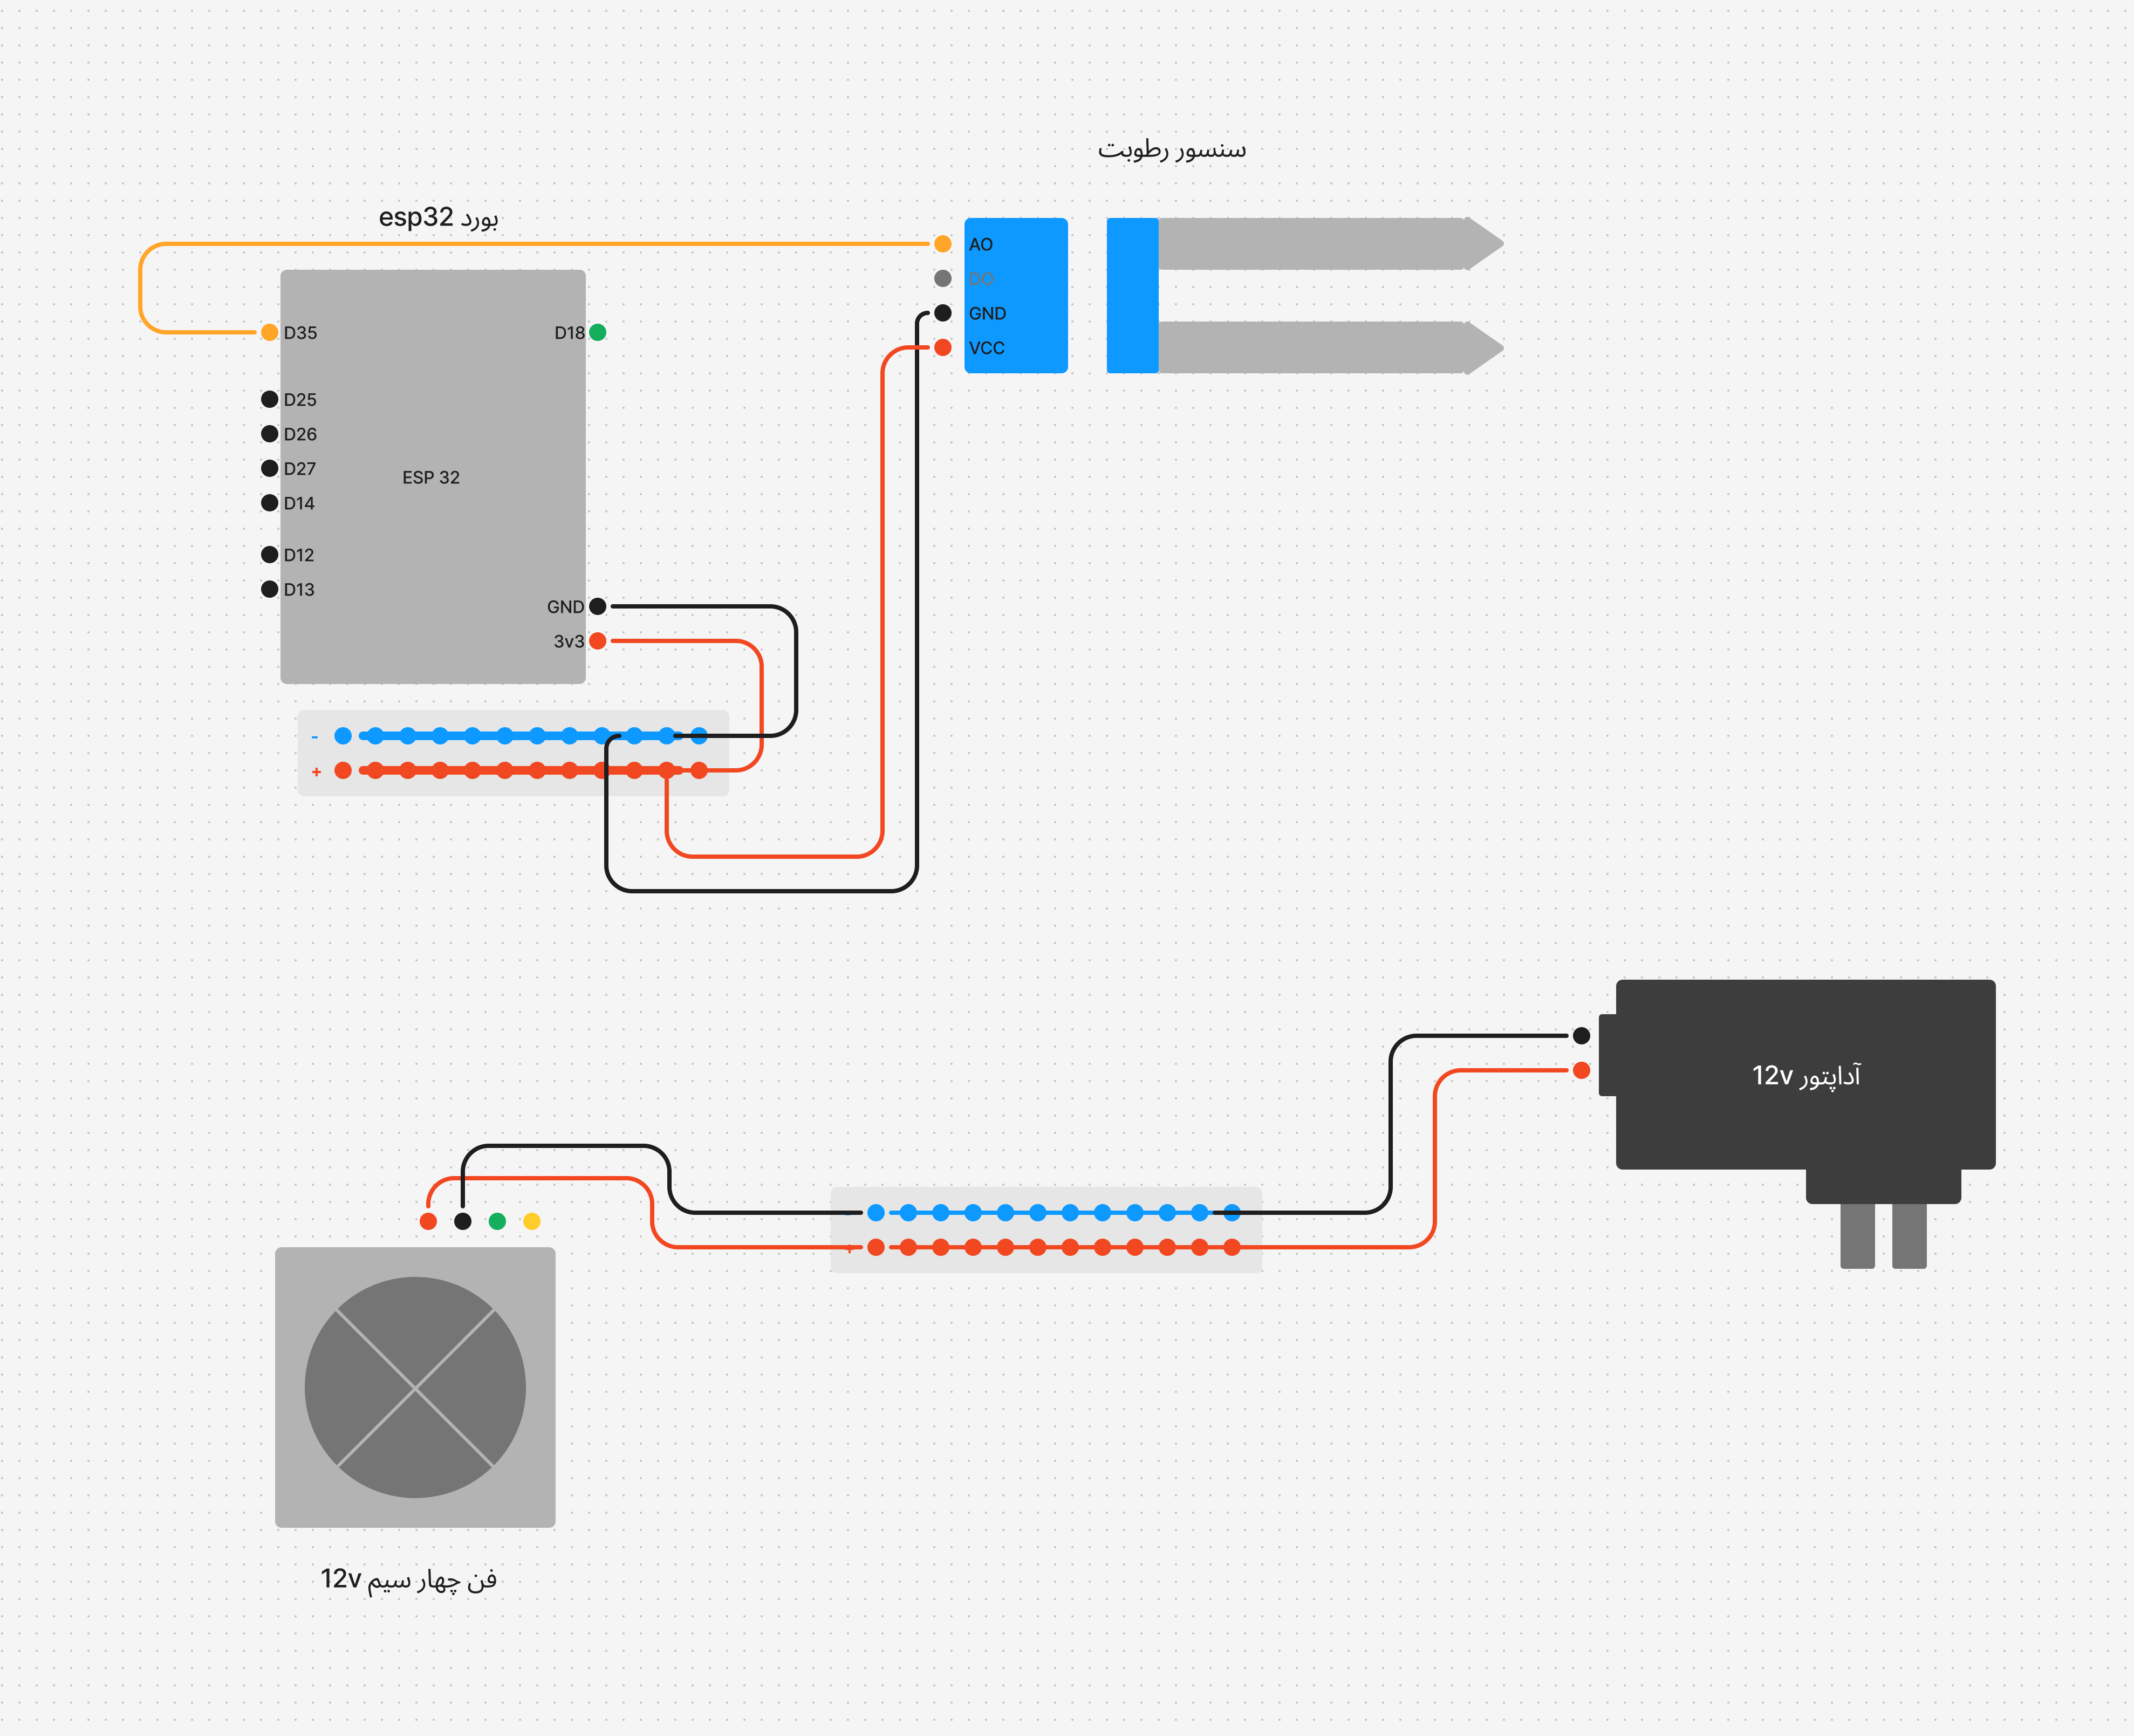 سنسور رطوبت
بورد esp32
AO
DO
GND
VCC
D35
D18
D25
D26
D27
D14
D12
D13
ESP 32
GND
3v3
-
+
آداپتور 12v
-
+
فن چهار سیم 12v